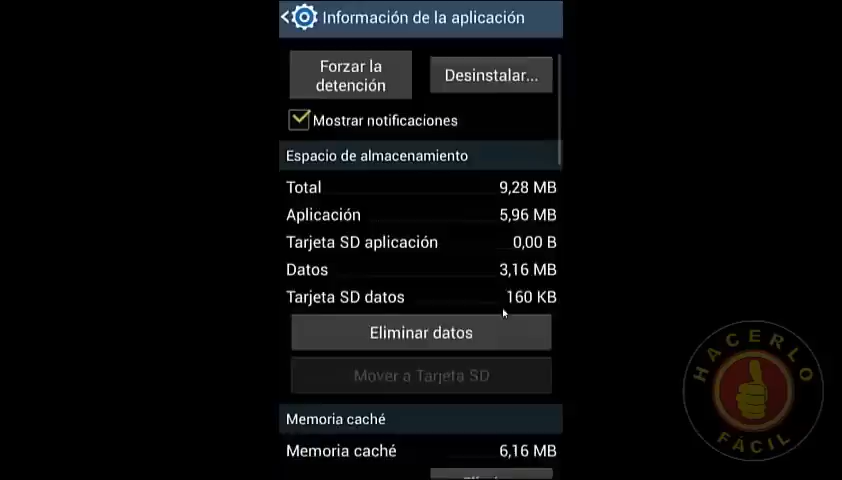 Información de la aplicación
Forzar la
detención
Desinstalar...
Mostrar notificaciones
Espacio de almacenamiento
Total 9,28 MB
Aplicación 5,96 MB
Tarjeta SD aplicación 0,00 B
Datos 3,16 MB
Tarjeta SD datos 160 KB
Eliminar datos
Mover a Tarjeta SD
Memoria caché
Memoria caché 6,16 MB
HACERLO
FÁCIL